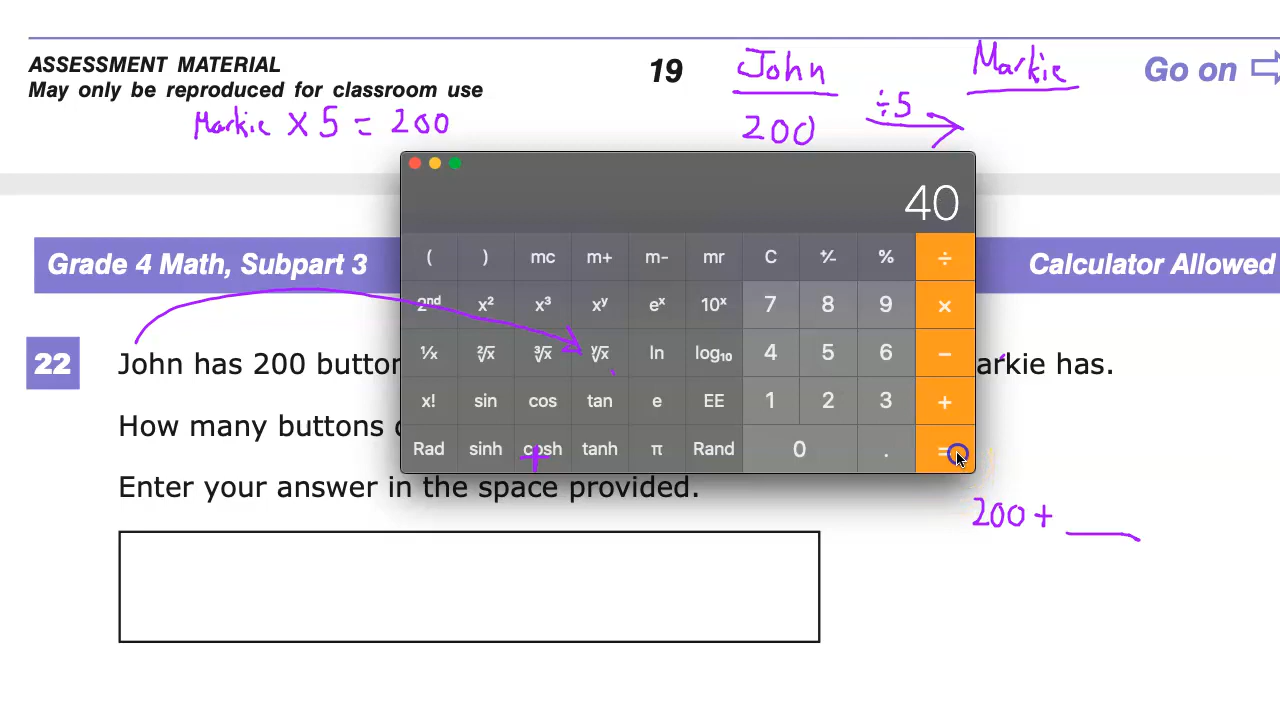 ASSESSMENT MATERIAL
May only be reproduced for classroom use
19
John
Markie
Go on
Markie × 5 = 200
200
÷5
40
( ) mc m+ m- mr C +/- % ÷
2nd x² x³ xʸ eˣ 10ˣ 7 8 9 ×
1/x ²√x ³√x ʸ√x ln log₁₀ 4 5 6 −
x! sin cos tan e EE 1 2 3 +
Rad sinh cosh tanh π Rand 0 . =
Grade 4 Math, Subpart 3
Calculator Allowed
22
John has 200 button
arkie has.
How many buttons
Enter your answer in the space provided.
+
200 + __